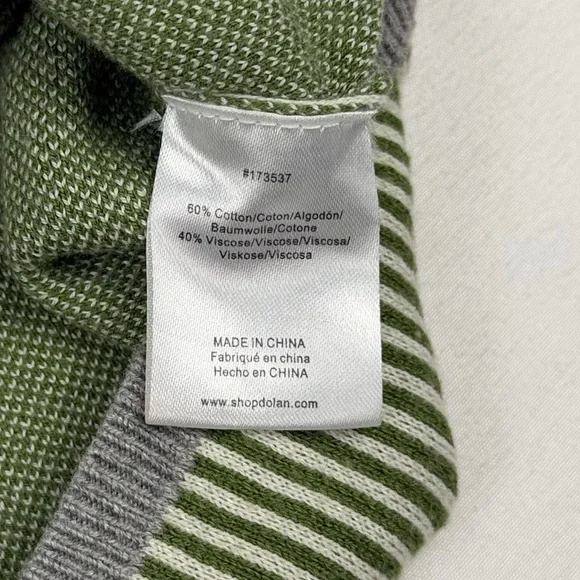 #173537
60% Cotton/Coton/Algodón/
Baumwolle/Cotone
40% Viscose/Viscose/Viscosa/
Viskose/Viscosa
MADE IN CHINA
Fabriqué en china
Hecho en CHINA
www.shopdolan.com